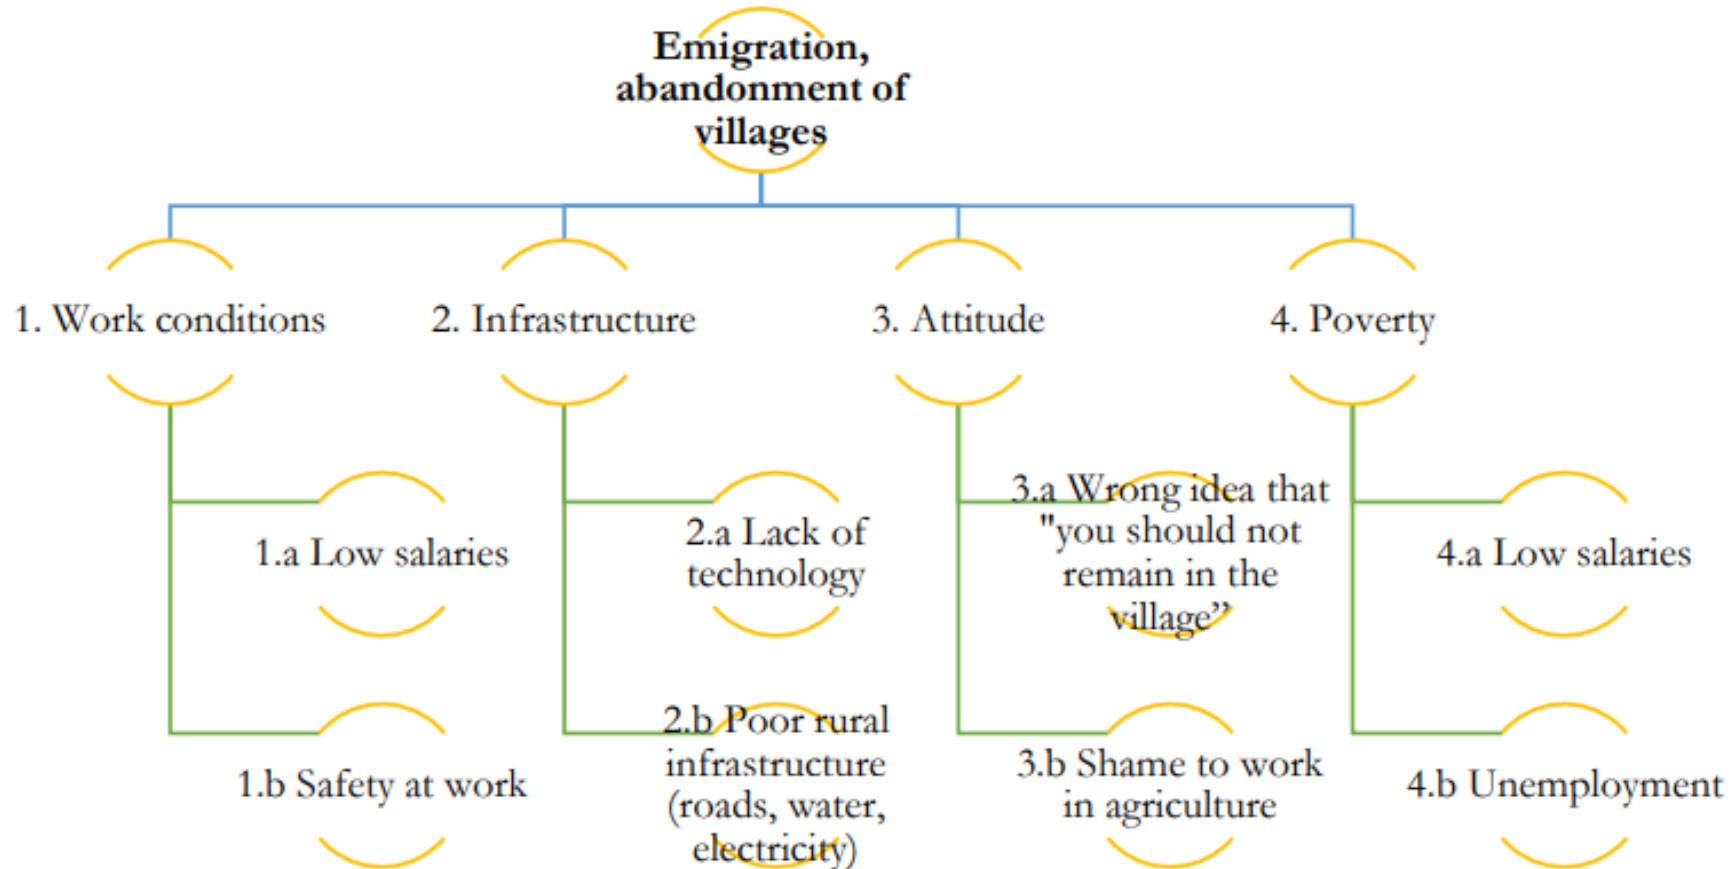 Emigration,
abandonment of
villages
1. Work conditions
2. Infrastructure
3. Attitude
4. Poverty
1.a Low salaries
2.a Lack of
technology
3.a Wrong idea that
"you should not
remain in the
village”
4.a Low salaries
1.b Safety at work
2.b Poor rural
infrastructure
(roads, water,
electricity)
3.b Shame to work
in agriculture
4.b Unemployment